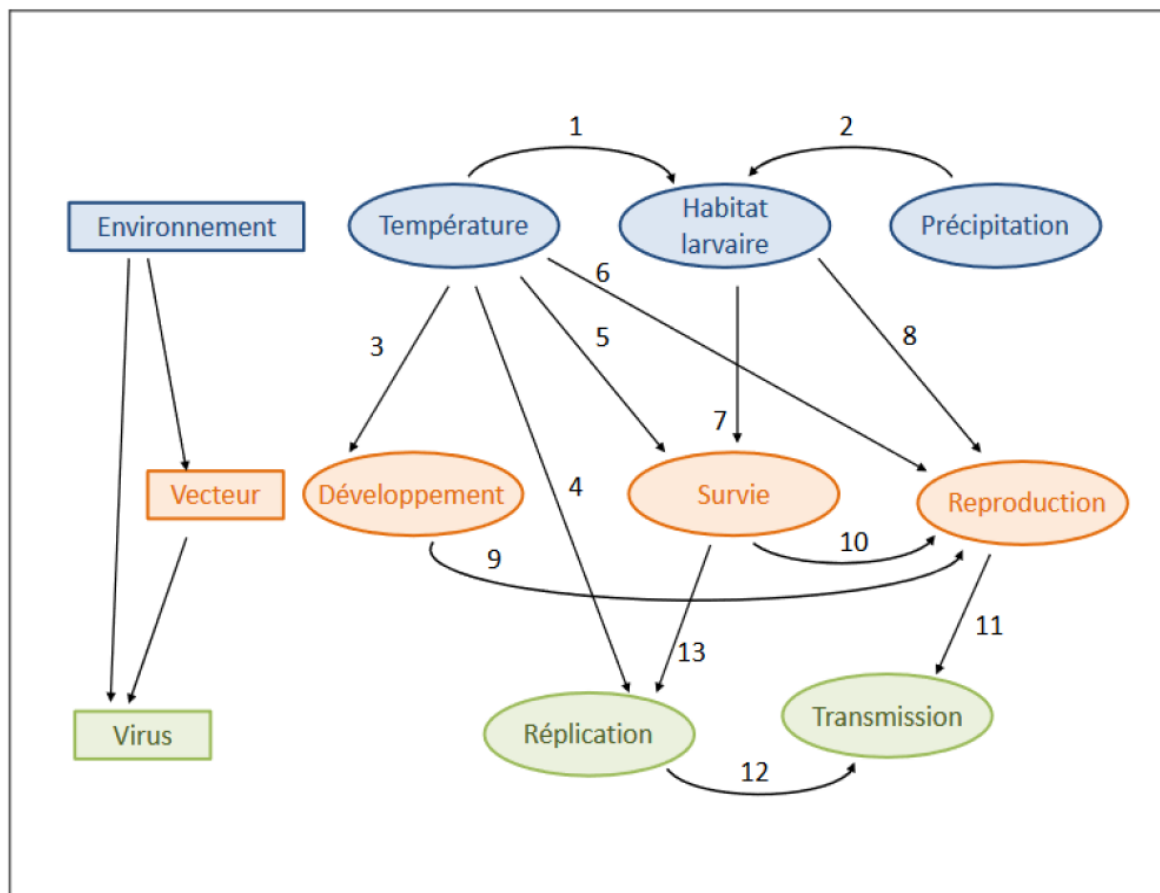 1
2
Environnement
Température
Habitat
larvaire
Précipitation
6
3
5
8
7
Vecteur
Développement
4
Survie
Reproduction
9
10
11
13
Virus
Réplication
Transmission
12